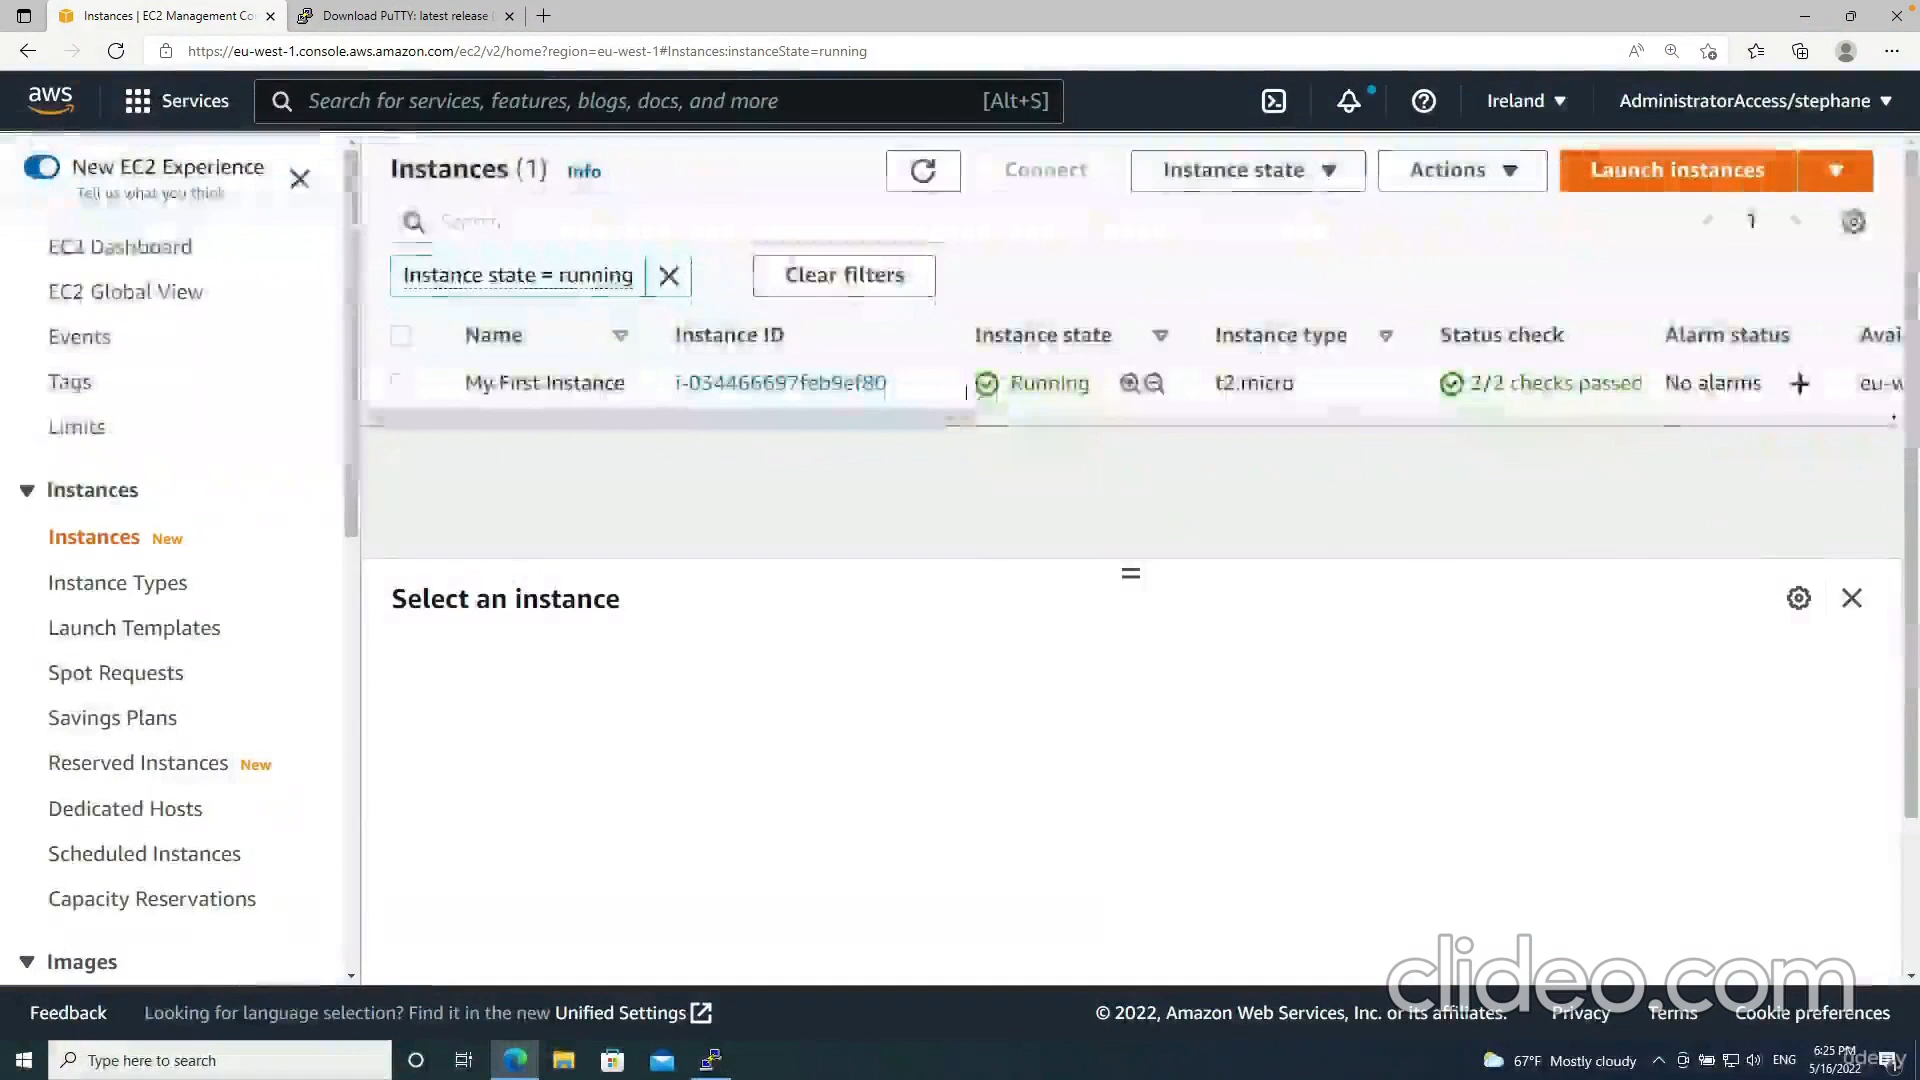 Instances | EC2 Management Co
Download PuTTY: latest release
https://eu-west-1.console.aws.amazon.com/ec2/v2/home?region=eu-west-1#Instances:instanceState=running
aws
Services
Search for services, features, blogs, docs, and more
[Alt+S]
Ireland
AdministratorAccess/stephane
New EC2 Experience
Tell us what you think
EC2 Dashboard
EC2 Global View
Events
Tags
Limits
Instances
Instances New
Instance Types
Launch Templates
Spot Requests
Savings Plans
Reserved Instances New
Dedicated Hosts
Scheduled Instances
Capacity Reservations
Images
Instances (1) Info
Connect
Instance state
Actions
Launch instances
Search
1
Instance state = running
Clear filters
Name Instance ID Instance state Instance type Status check Alarm status Avai
My First Instance i-034466697feb9ef80 Running t2.micro 2/2 checks passed No alarms eu-w
Select an instance
clideo.com
Feedback
Looking for language selection? Find it in the new Unified Settings
© 2022, Amazon Web Services, Inc. or its affiliates.
Privacy
Terms
Cookie preferences
Type here to search
67°F Mostly cloudy
ENG
6:25 PM
5/16/2022
udemy